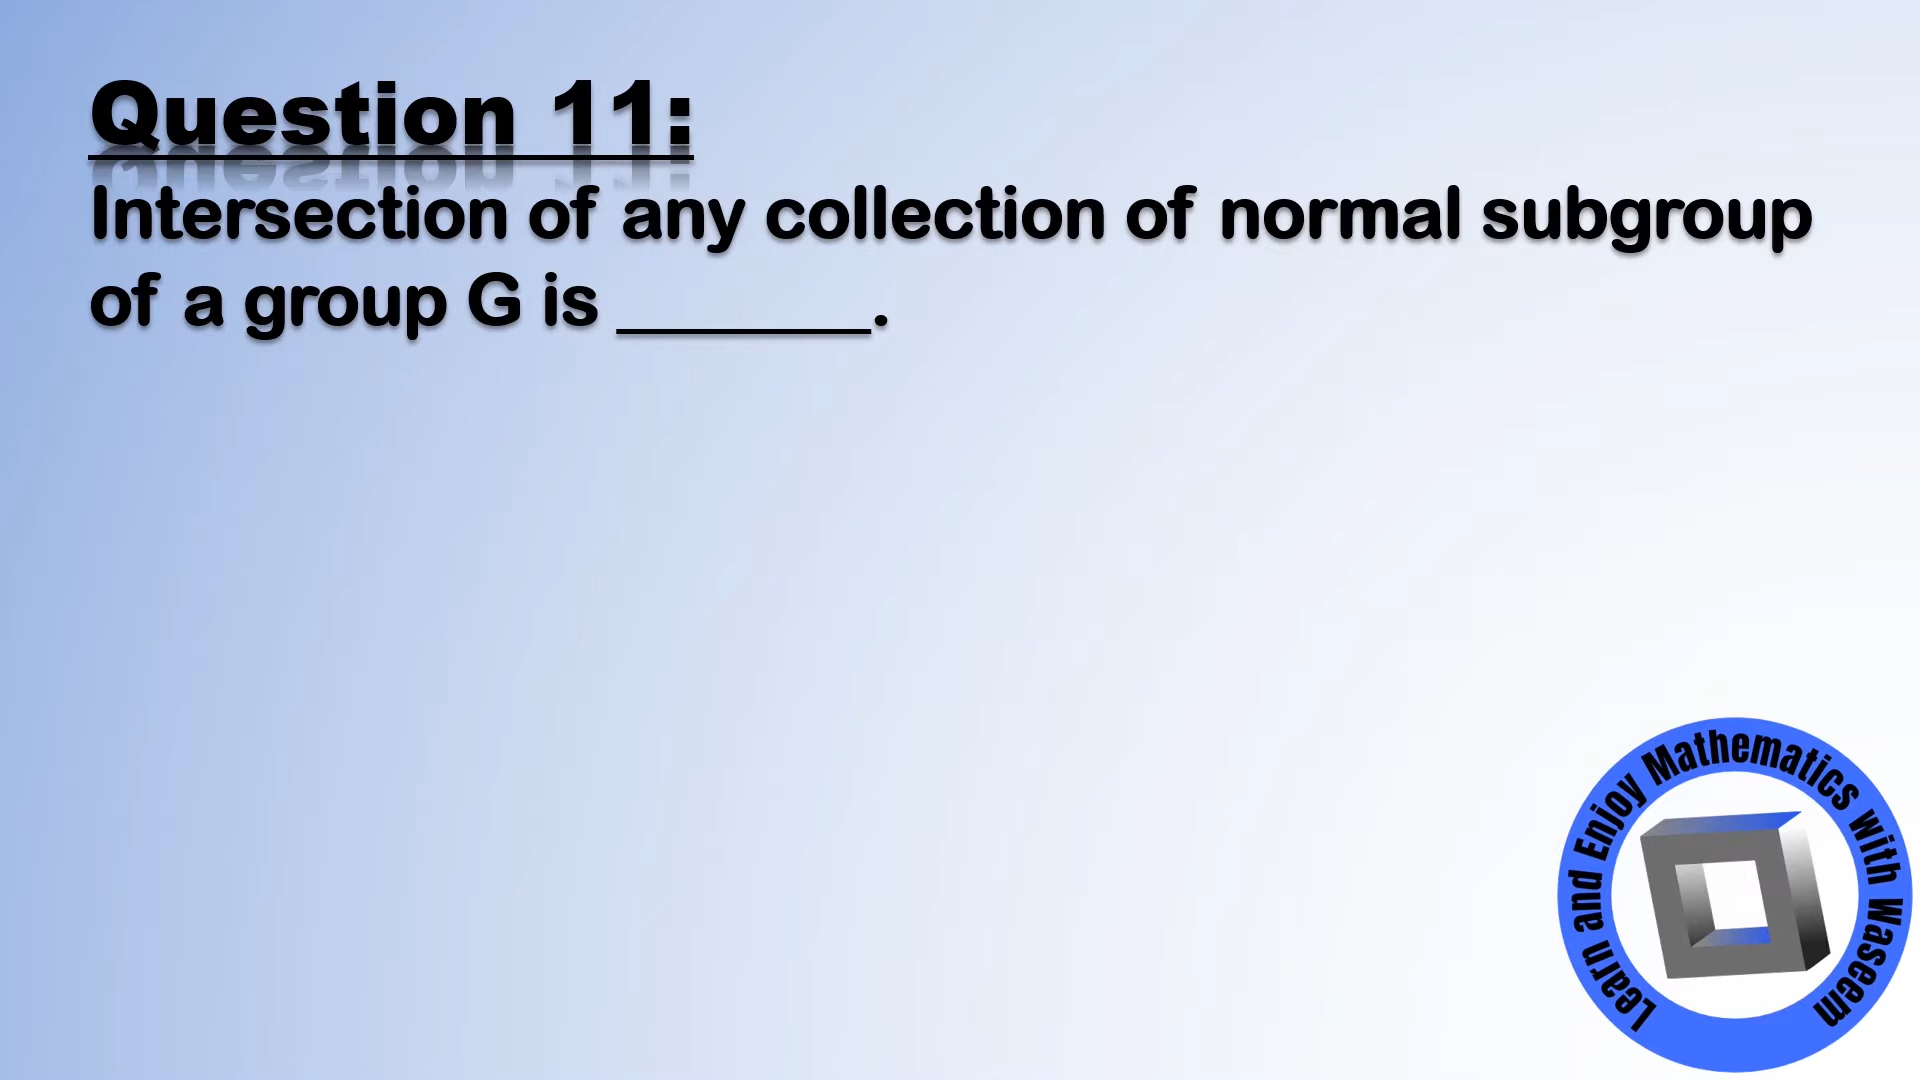 Question 11:
Intersection of any collection of normal subgroup
of a group G is _______.
Learn and Enjoy Mathematics with Waseem